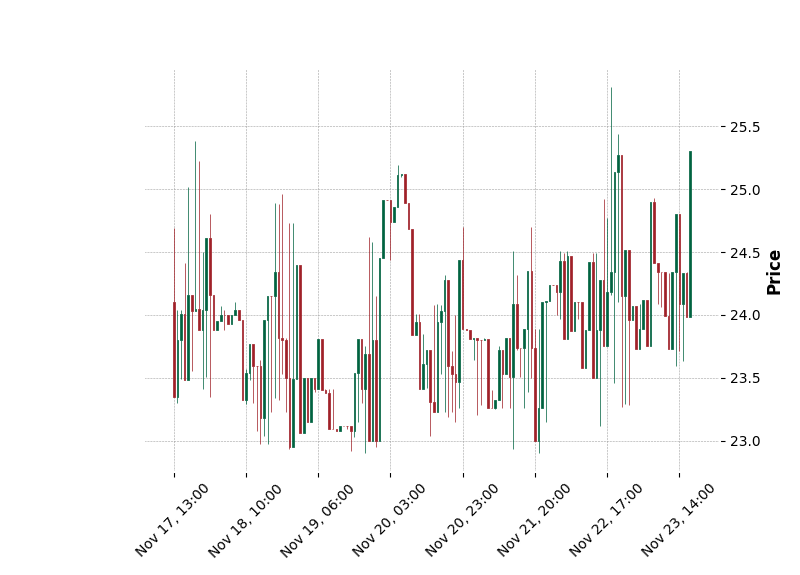 25.5
25.0
24.5
24.0
23.5
23.0
Price
Nov 17, 13:00
Nov 18, 10:00
Nov 19, 06:00
Nov 20, 03:00
Nov 20, 23:00
Nov 21, 20:00
Nov 22, 17:00
Nov 23, 14:00